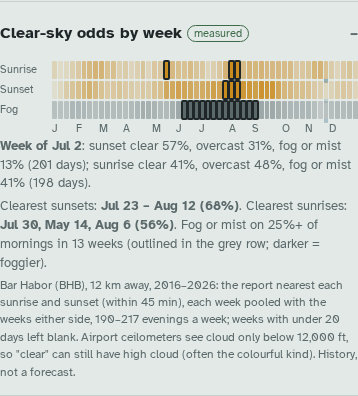 Clear-sky odds by week measured –
Sunrise
Sunset
Fog
J F M A M J J A S O N D
Week of Jul 2: sunset clear 57%, overcast 31%, fog or mist
13% (201 days); sunrise clear 41%, overcast 48%, fog or mist
41% (198 days).
Clearest sunsets: Jul 23 – Aug 12 (68%). Clearest sunrises:
Jul 30, May 14, Aug 6 (56%). Fog or mist on 25%+ of
mornings in 13 weeks (outlined in the grey row; darker =
foggier).
Bar Harbor (BHB), 12 km away, 2016–2026: the report nearest each
sunrise and sunset (within 45 min), each week pooled with the
weeks either side, 190–217 evenings a week; weeks with under 20
days left blank. Airport ceilometers see cloud only below 12,000 ft,
so "clear" can still have high cloud (often the colourful kind). History,
not a forecast.